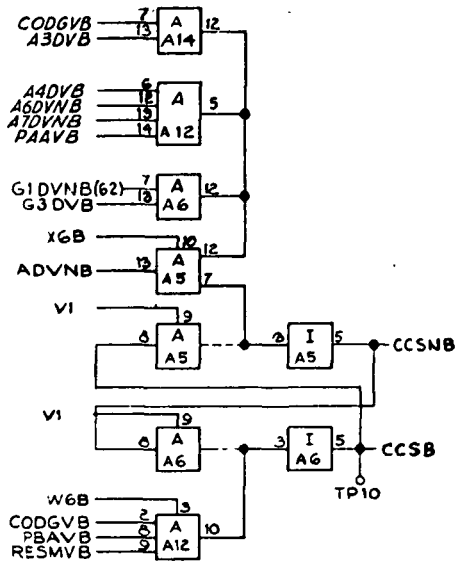 CODGVB 7 A 12
A3DVB 13 A14
A4DVB 6 A
A6DVNB 12 5
A7DVNB 13
PAAVB 14 A12
G1DVNB(62) 7 A 12
G3DVB 13 A6
X6B 10 A 12
ADVNB 13 A5 7
V1 9
8 A 3 I 5 CCSNB
A5 A5
V1 9
8 A 3 I 5 CCSB
A6 A6
TP10
W6B 3
CODGVB 2 A
PBAVB 8 10
RESMVB 9 A12